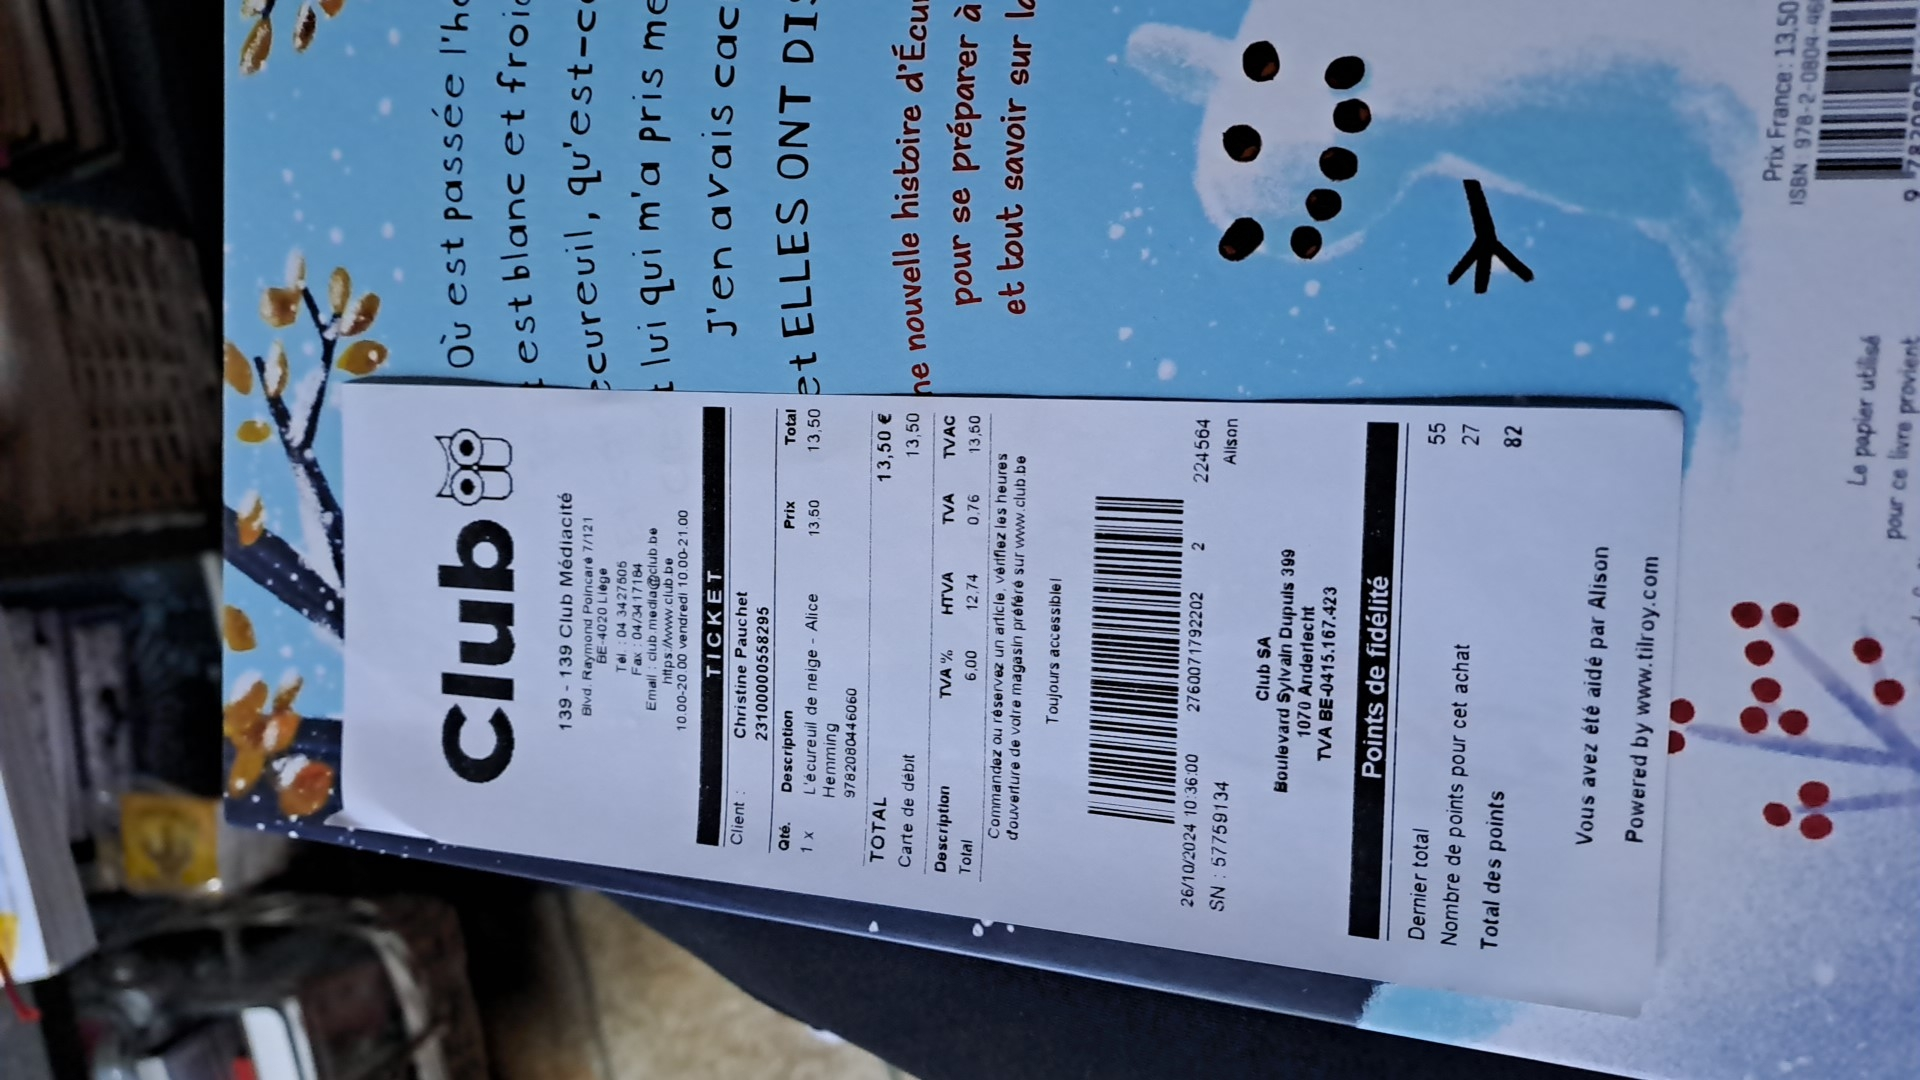 Où est passée l'h
est blanc et froi
cureuil, qu'est-c
lui qui m'a pris me
J'en avais cac
et ELLES ONT DIS
ne nouvelle histoire d'Écur
pour se préparer à
et tout savoir sur la
Prix France: 13,50
ISBN 978-2-0804-46
Le papier utilisé
pour ce livre provient
Club
139 - 139 Club Médiacité
Blvd. Raymond Poincaré 7/121
BE-4020 Liège
Tél. : 04 3427605
Fax : 04/3417184
Email : club.media@club.be
https://www.club.be
10.00-20.00 vendredi 10.00-21.00
TICKET
Client : Christine Pauchet
2310000558295
Qté. Description Prix Total
1 x L'écureuil de neige - Alice 13,50 13,50
Hemming
9782080446060
TOTAL 13,50 €
Carte de débit 13,50
Description TVA % HTVA TVA TVAC
Total 6,00 12,74 0,76 13,50
Commandez ou réservez un article, vérifiez les heures
d'ouverture de votre magasin préféré sur www.club.be
Toujours accessible!
26/10/2024 10:36:00 2760071792202 2 224564
SN : 577759134 Alison
Club SA
Boulevard Sylvain Dupuis 399
1070 Anderlecht
TVA BE-0415.167.423
Points de fidélité
Dernier total 55
Nombre de points pour cet achat 27
Total des points 82
Vous avez été aidé par Alison
Powered by www.tilroy.com